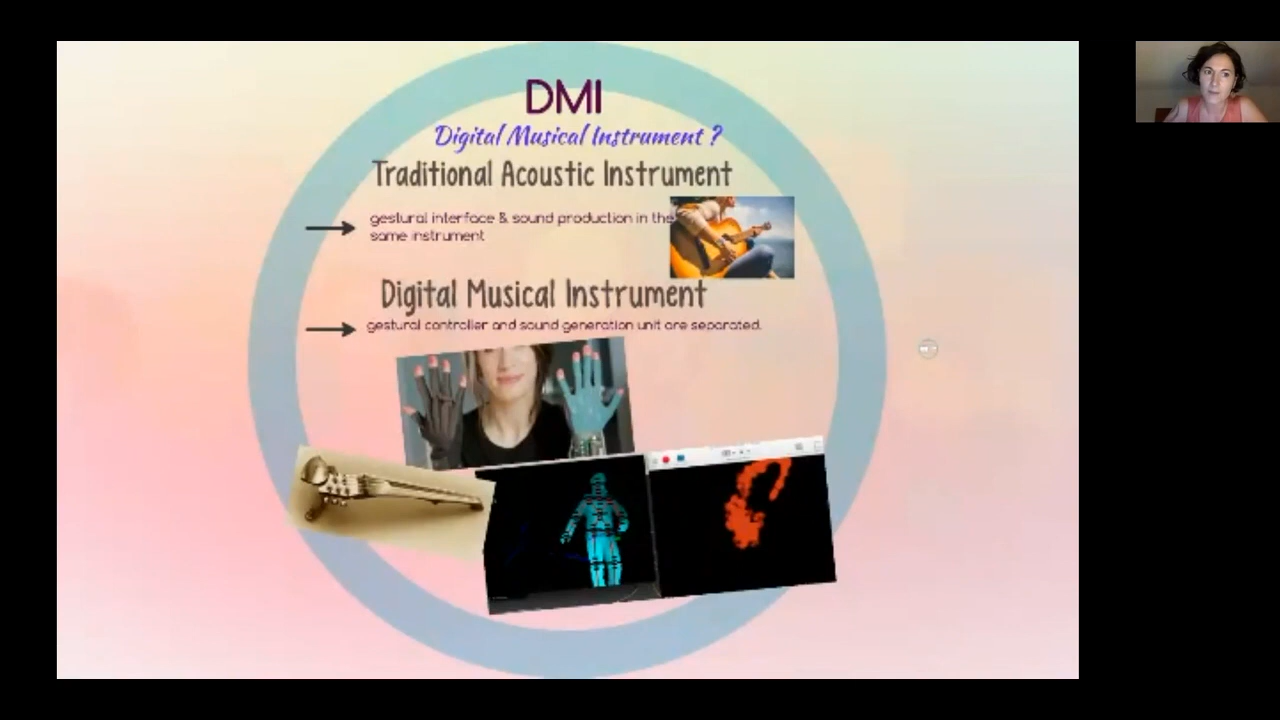 DMI
Digital Musical Instrument ?
Traditional Acoustic Instrument
gestural interface & sound production in the
same instrument
Digital Musical Instrument
gestural controller and sound generation unit are separated.